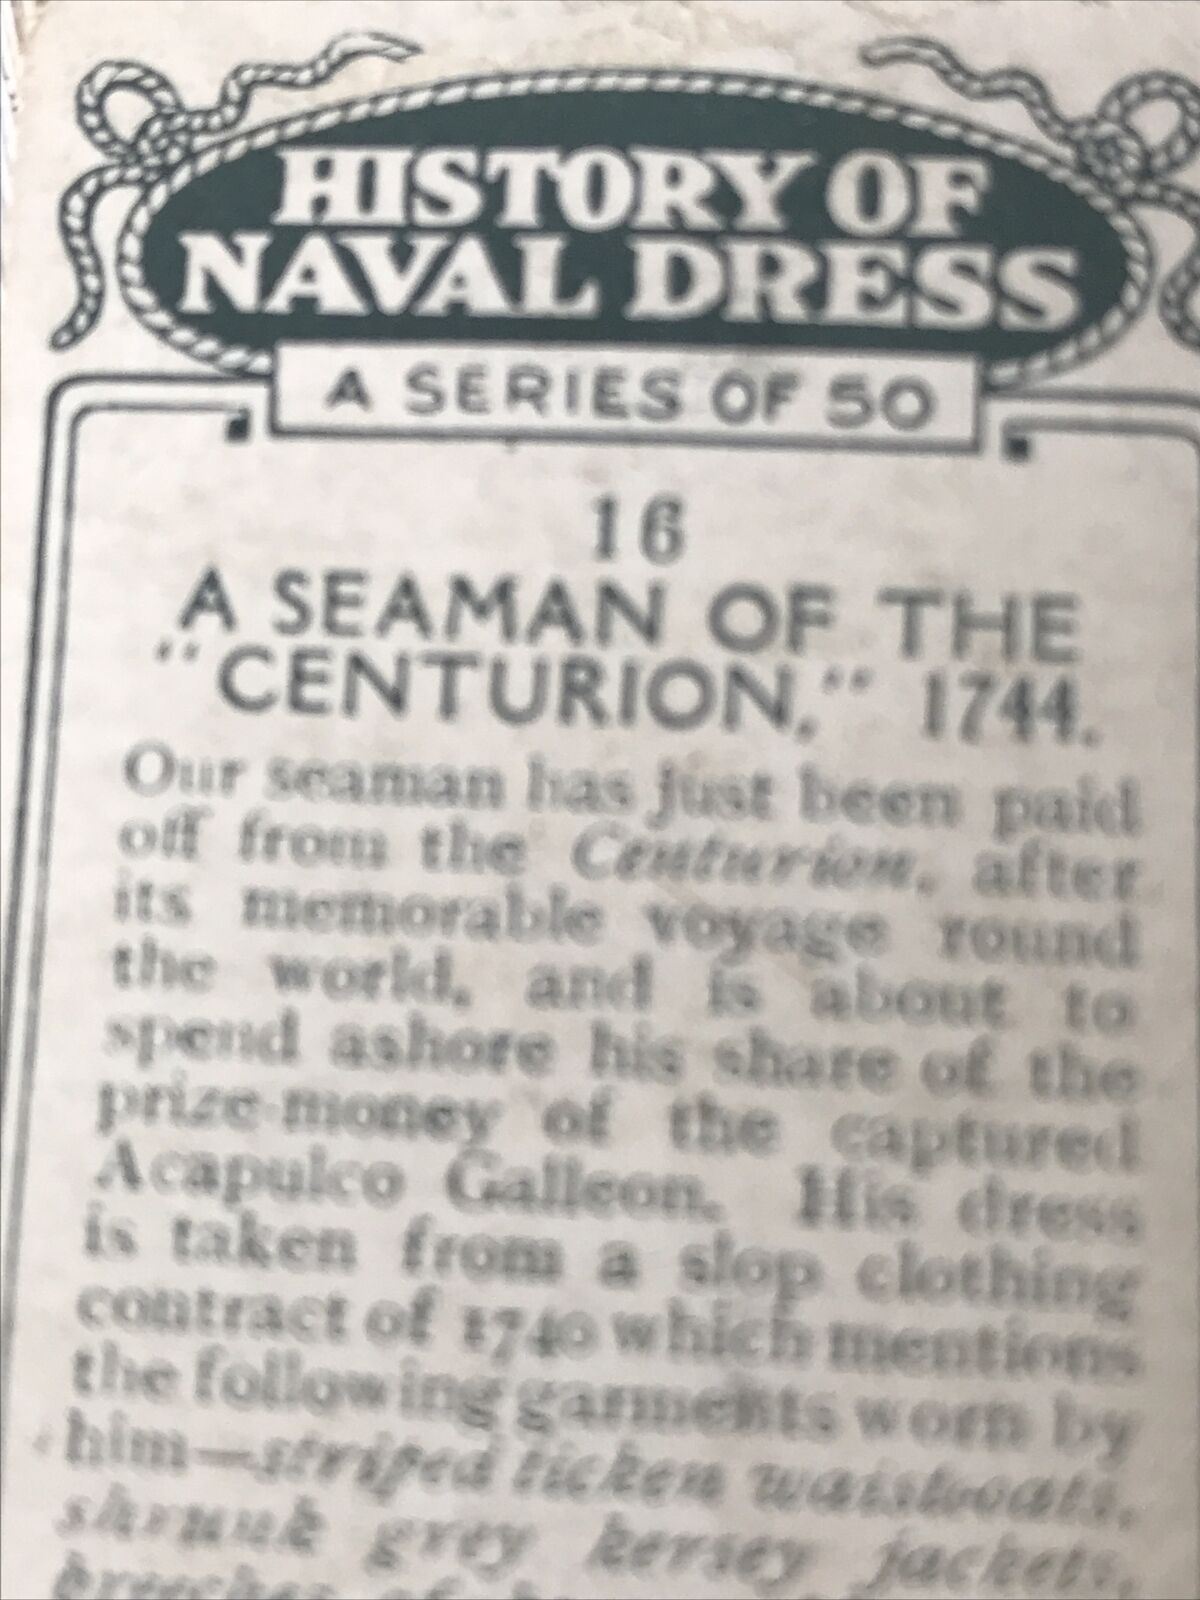 HISTORY OF
NAVAL DRESS
A SERIES OF 50
16
A SEAMAN OF THE
"CENTURION," 1744.
Our seaman has just been paid
off from the Centurion, after
its memorable voyage round
the world, and is about to
spend ashore his share of the
prize-money of the captured
Acapulco Galleon. His dress
is taken from a slop clothing
contract of 1740 which mentions
the following garments worn by
him—striped ticken waistcoats,
shrunk grey kersey jackets,
breeches of